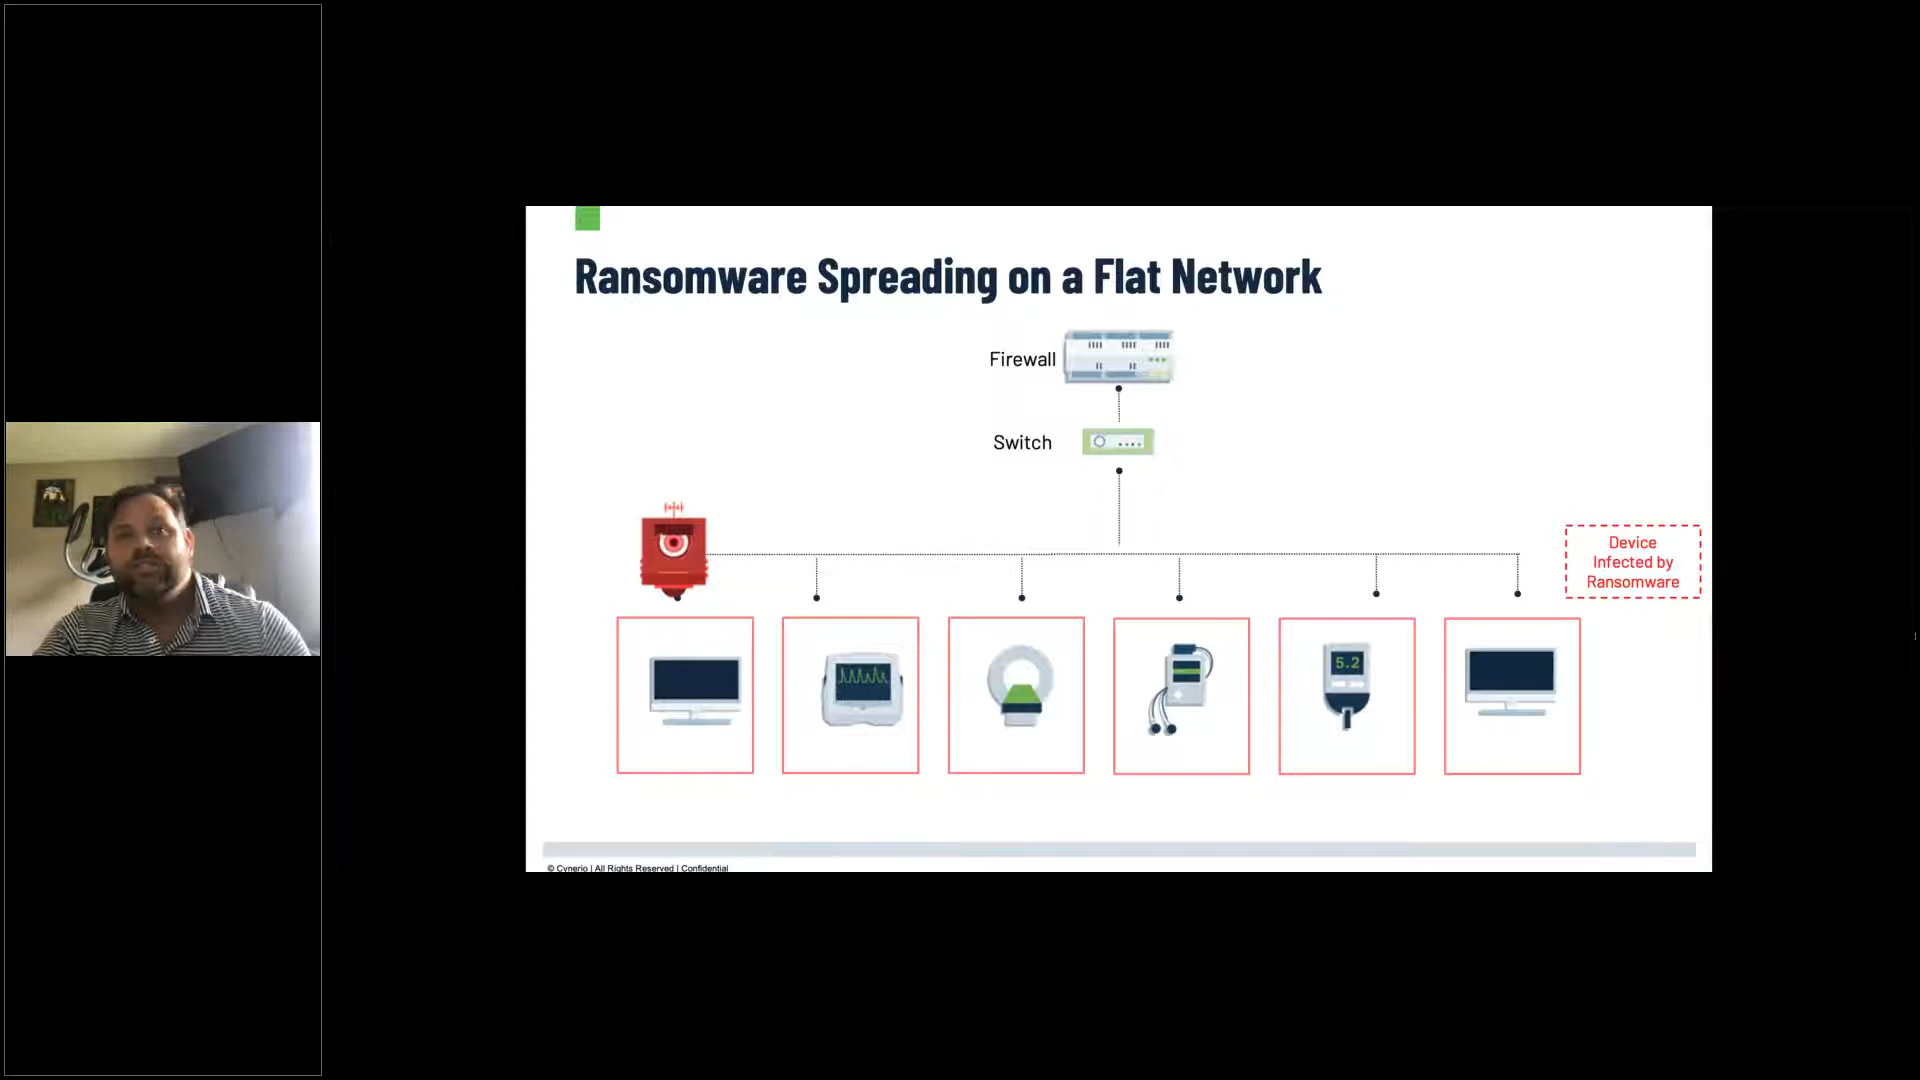 Ransomware Spreading on a Flat Network
Firewall
Switch
Device
Infected by
Ransomware
5.2
© Cynerio | All Rights Reserved | Confidential